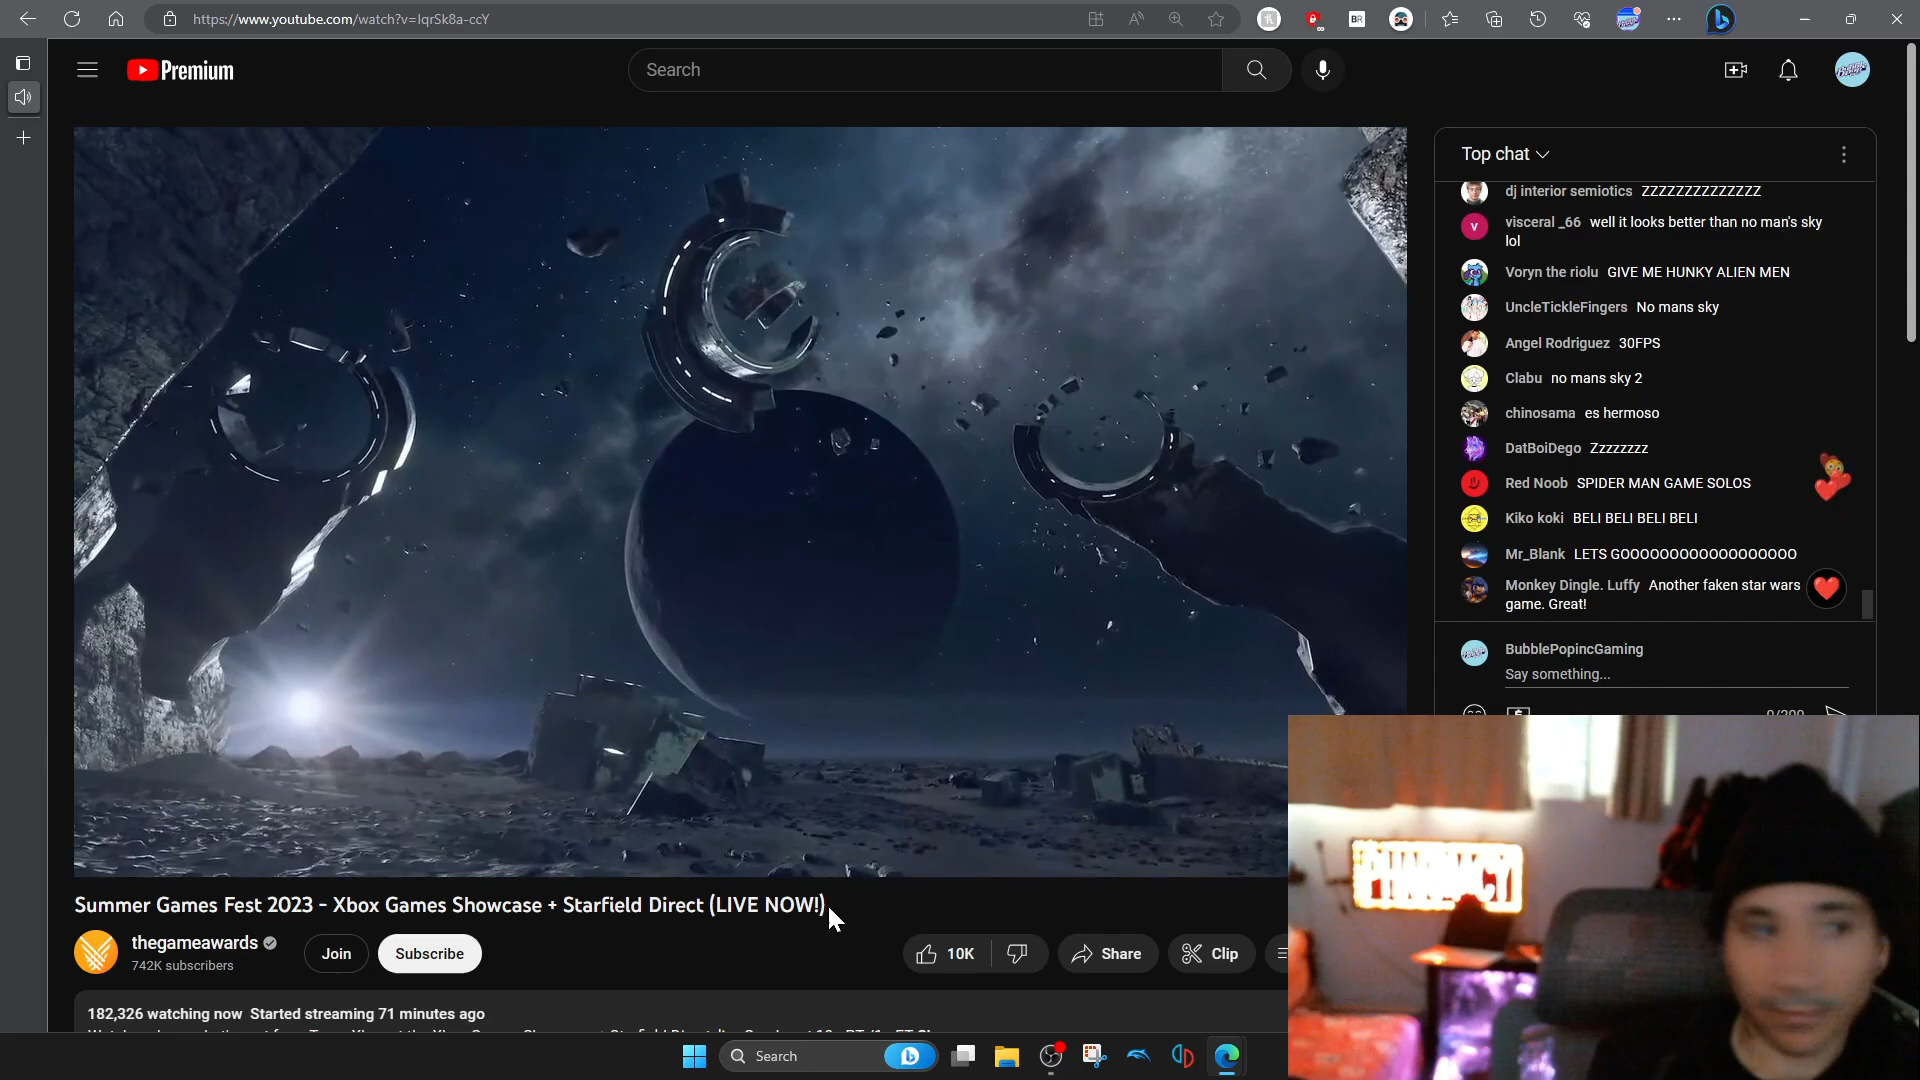 https://www.youtube.com/watch?v=IqrSk8a-ccY
BR
Premium
Search
Top chat
dj interior semiotics ZZZZZZZZZZZZZZ
visceral _66 well it looks better than no man's sky
lol
Voryn the riolu GIVE ME HUNKY ALIEN MEN
UncleTickleFingers No mans sky
Angel Rodriguez 30FPS
Clabu no mans sky 2
chinosama es hermoso
DatBoiDego Zzzzzzzz
Red Noob SPIDER MAN GAME SOLOS
Kiko koki BELI BELI BELI BELI
Mr_Blank LETS GOOOOOOOOOOOOOOOOOO
Monkey Dingle. Luffy Another faken star wars
game. Great!
BubblePopincGaming
Say something...
0/200
PHARMACY
Summer Games Fest 2023 - Xbox Games Showcase + Starfield Direct (LIVE NOW!)
thegameawards
742K subscribers
Join
Subscribe
10K
Share
Clip
182,326 watching now Started streaming 71 minutes ago
Search